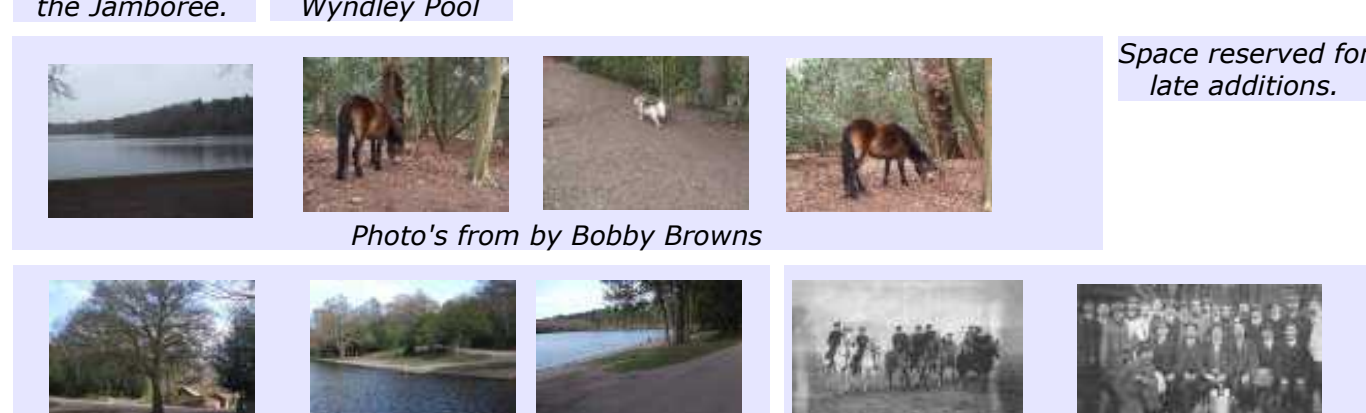 the Jamboree.
Wyndley Pool
Space reserved for
late additions.
Photo's from by Bobby Browns